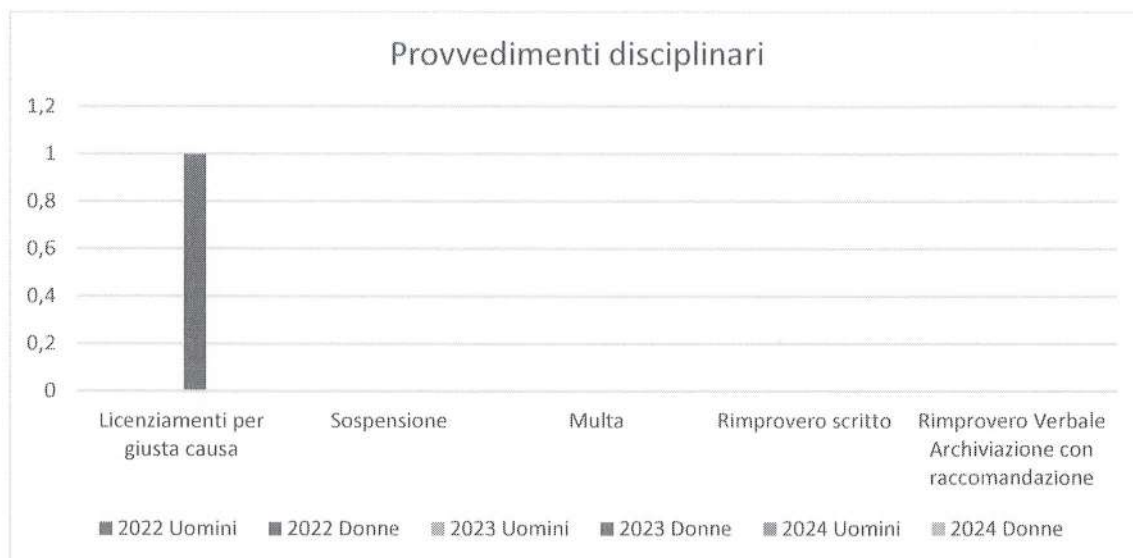 Provvedimenti disciplinari
1,2
1
0,8
0,6
0,4
0,2
0
Licenziamenti per
giusta causa
Sospensione
Multa
Rimprovero scritto
Rimprovero Verbale
Archiviazione con
raccomandazione
2022 Uomini 2022 Donne 2023 Uomini 2023 Donne 2024 Uomini 2024 Donne